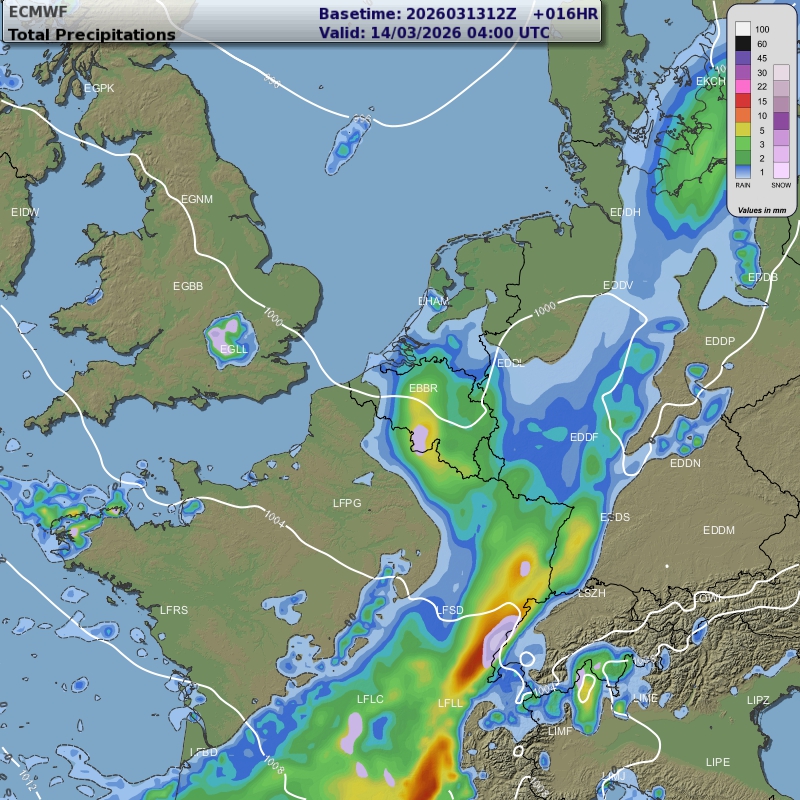 ECMWF
Basetime: 2026031312Z +016HR
Total Precipitations
Valid: 14/03/2026 04:00 UTC
100
60
45
30
22
15
10
5
3
2
1
RAIN SNOW
Values in mm
EGPK
EKCH
EGNM
EIDW
EDDH
EDDB
EGBB
EDDV
EHAM
1000
1000
EDDP
EGLL
EDDL
EBBR
EDDF
EDDN
LFPG
1004
EDDS
EDDM
LSZH
LFRS
LFSD
1004
LFLC
LFLL
LIME
LIPZ
LIMF
LFBD
LIPE
1008
1012